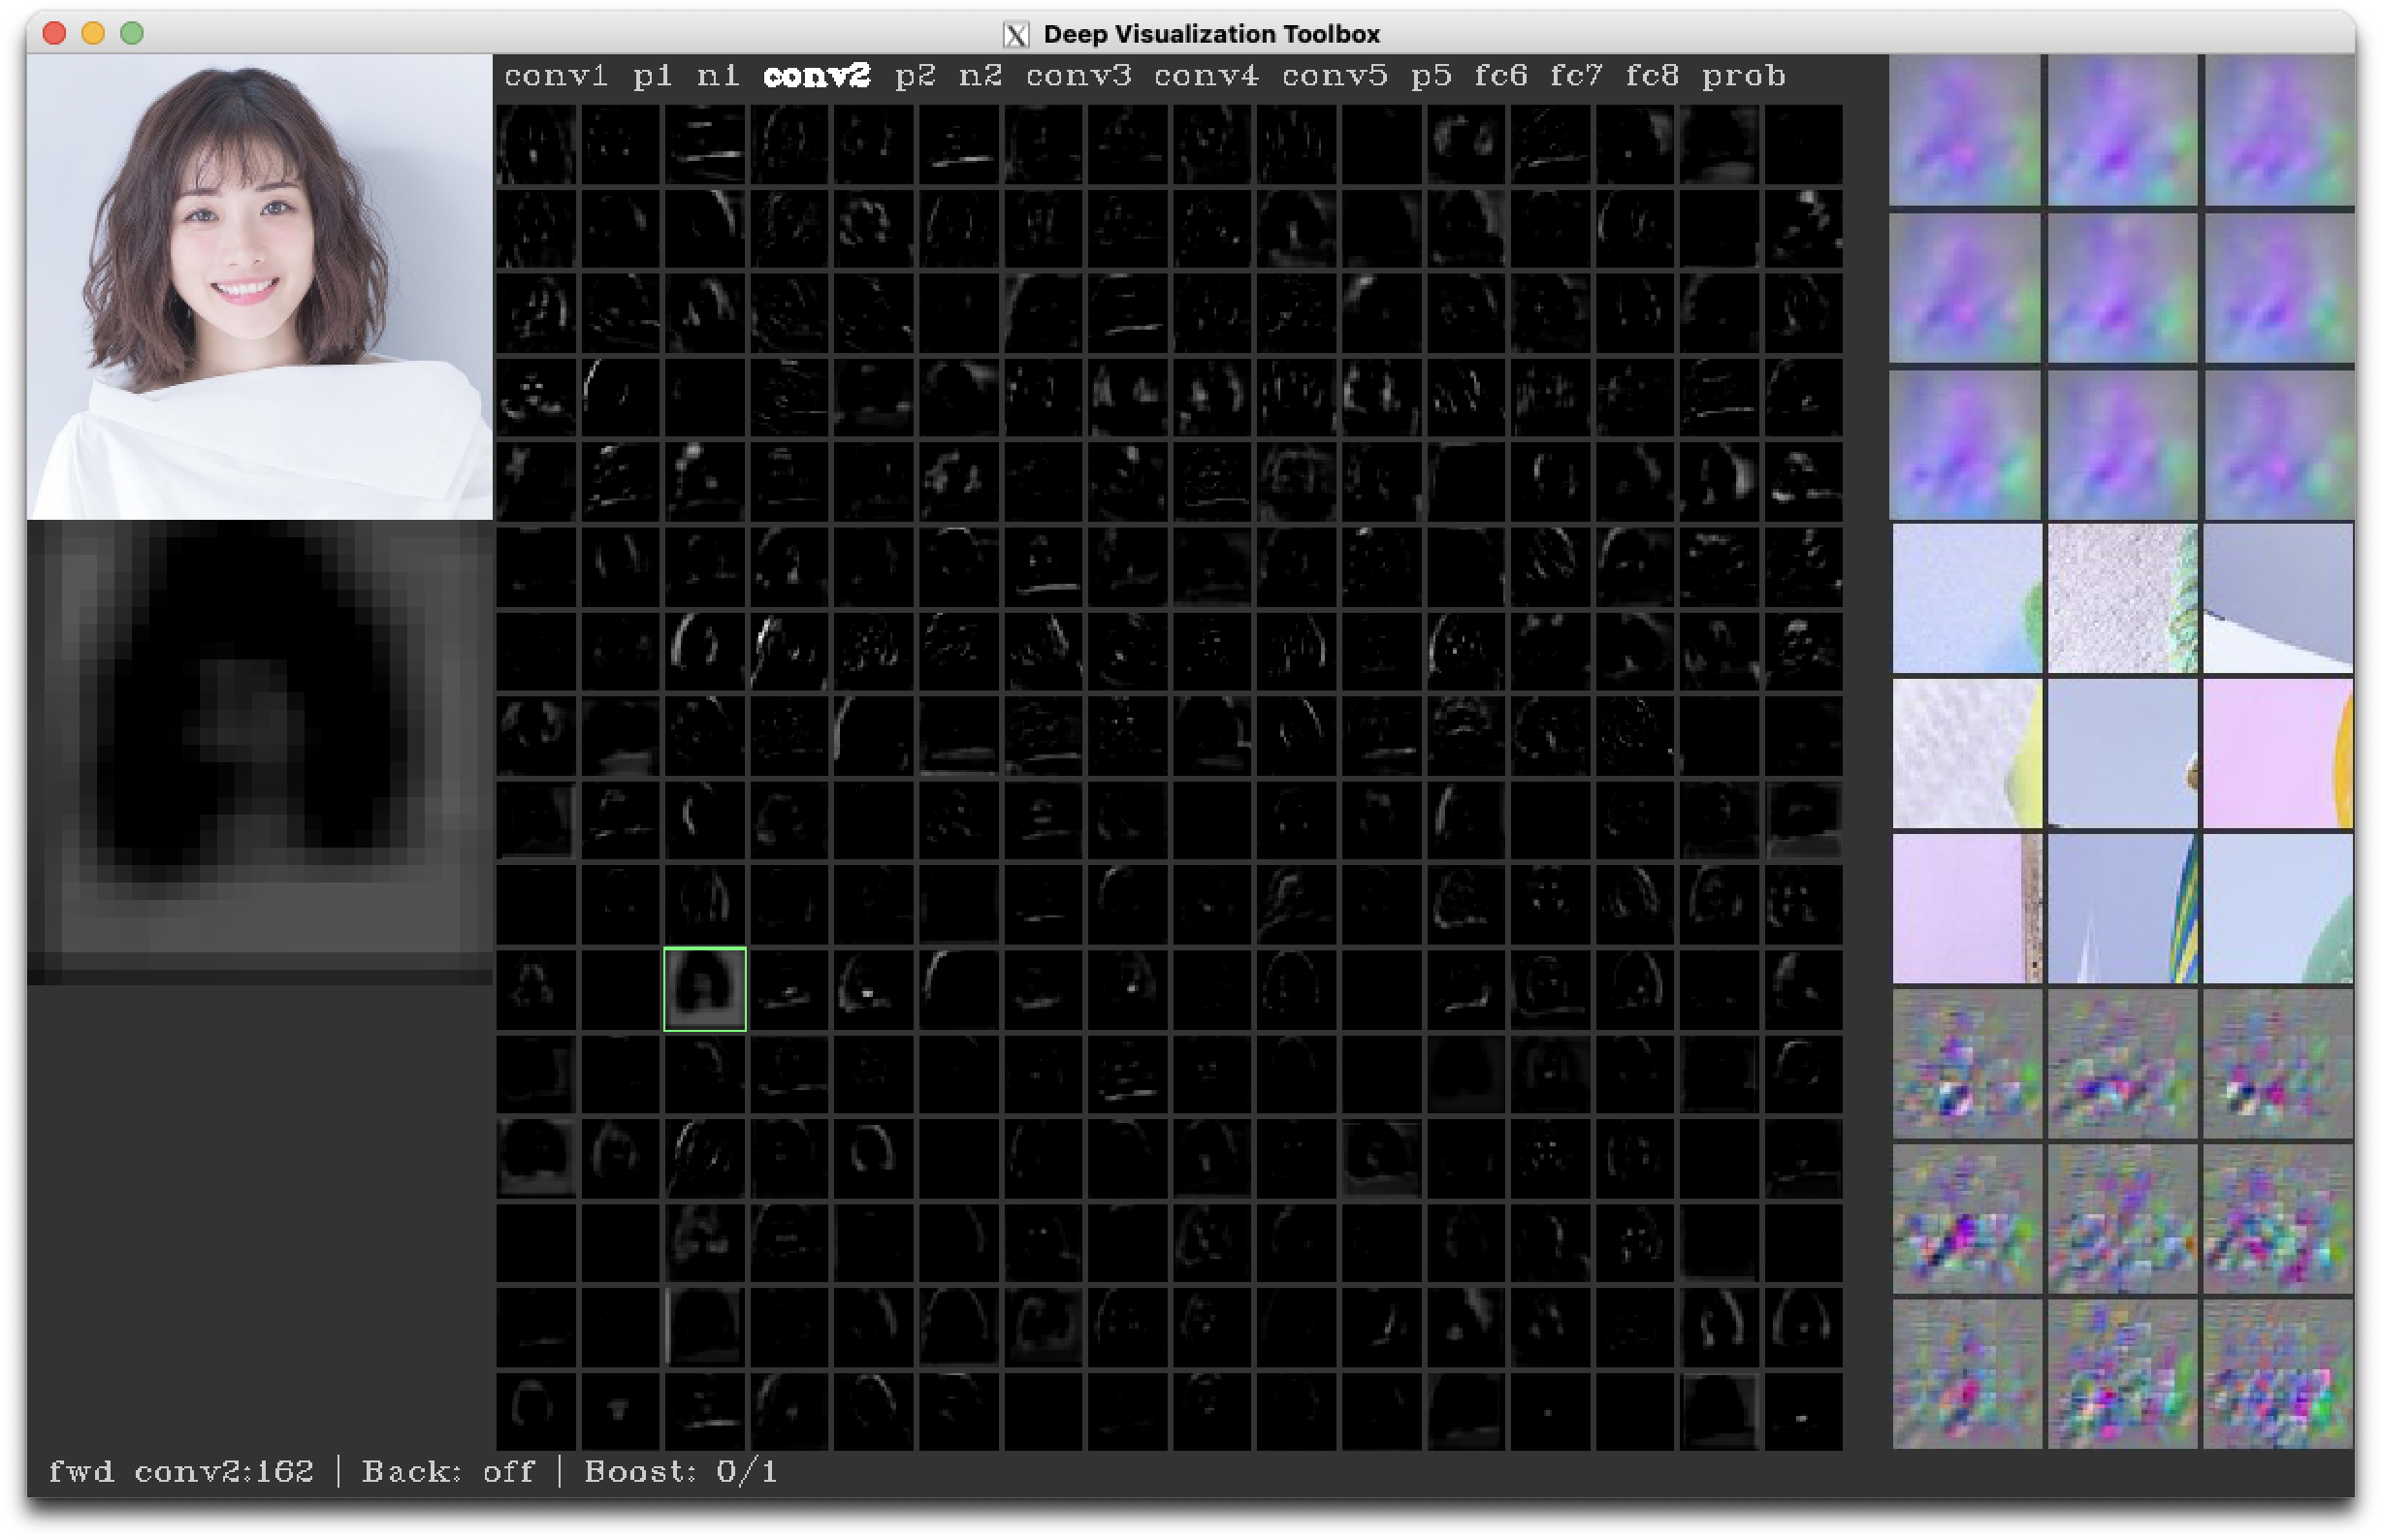 Deep Visualization Toolbox
conv1 p1 n1 conv2 p2 n2 conv3 conv4 conv5 p5 fc6 fc7 fc8 prob
fwd conv2:162 | Back: off | Boost: 0/1